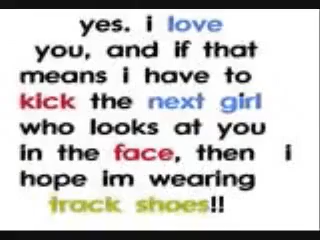 yes. i love
you, and if that
means i have to
kick the next girl
who looks at you
in the face, then i
hope im wearing
track shoes!!